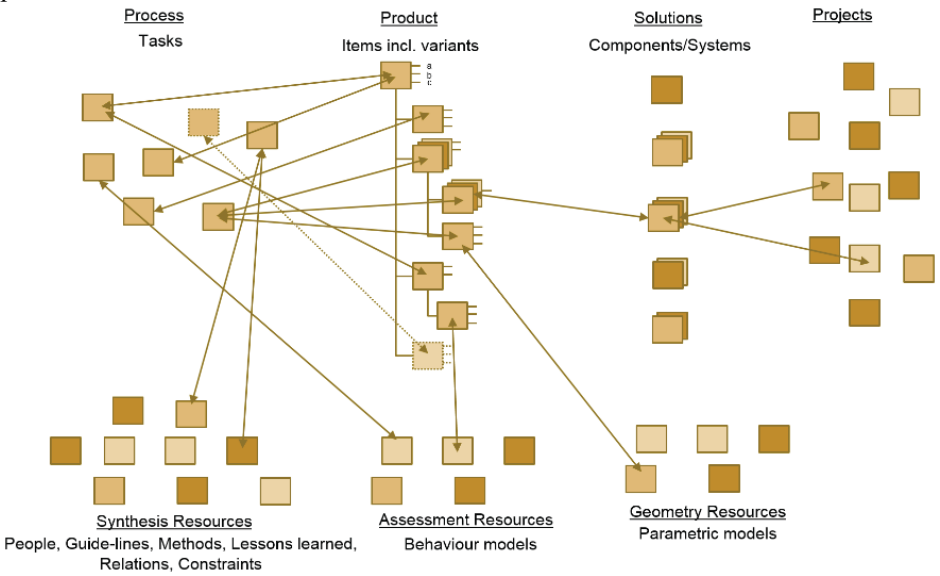 Process
Tasks
Product
Items incl. variants
Solutions
Components/Systems
Projects
a
b
c
Synthesis Resources
People, Guide-lines, Methods, Lessons learned,
Relations, Constraints
Assessment Resources
Behaviour models
Geometry Resources
Parametric models